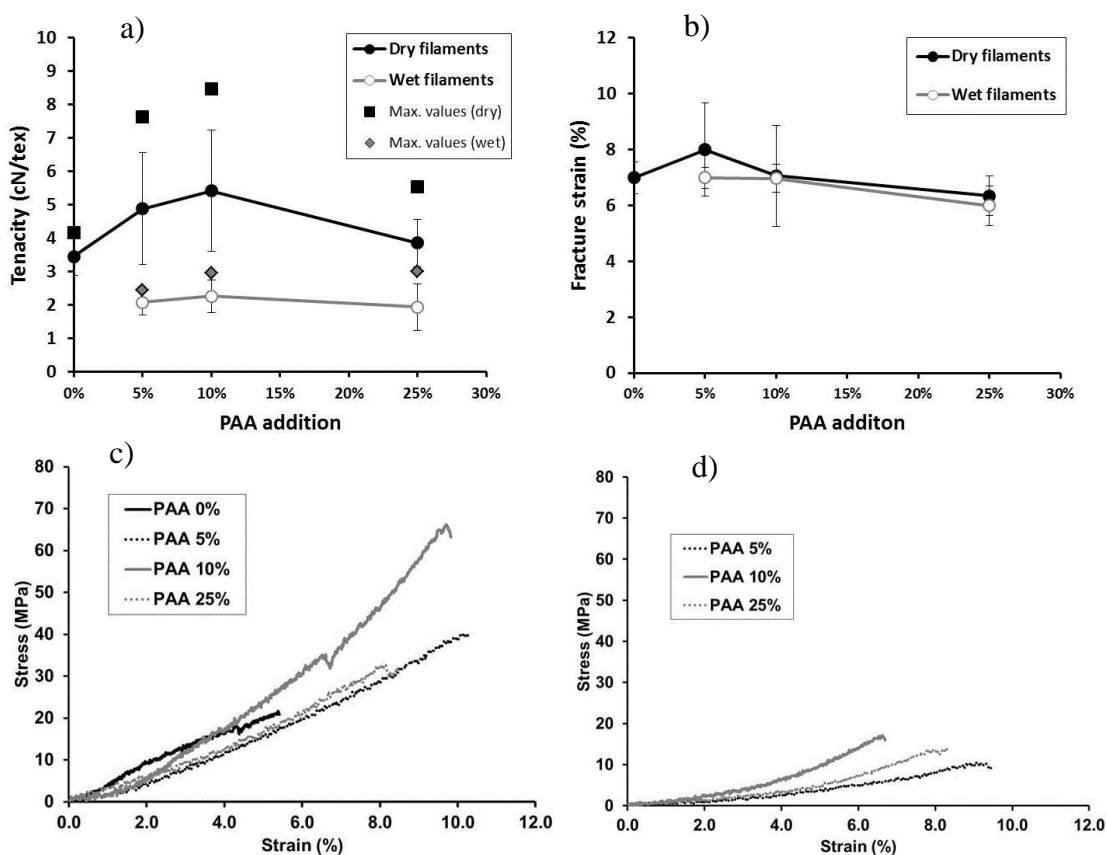 a)
10
9
8
7
6
5
4
3
2
1
0
Tenacity (cN/tex)
Dry filaments
Wet filaments
Max. values (dry)
Max. values (wet)
0% 5% 10% 15% 20% 25% 30%
PAA addition
b)
12
10
8
6
4
2
0
Fracture strain (%)
Dry filaments
Wet filaments
0% 5% 10% 15% 20% 25% 30%
PAA additon
c)
80
70
60
50
40
30
20
10
0
Stress (MPa)
PAA 0%
PAA 5%
PAA 10%
PAA 25%
0.0 2.0 4.0 6.0 8.0 10.0 12.0
Strain (%)
d)
80
70
60
50
40
30
20
10
0
Stress (MPa)
PAA 5%
PAA 10%
PAA 25%
0.0 2.0 4.0 6.0 8.0 10.0 12.0
Strain (%)